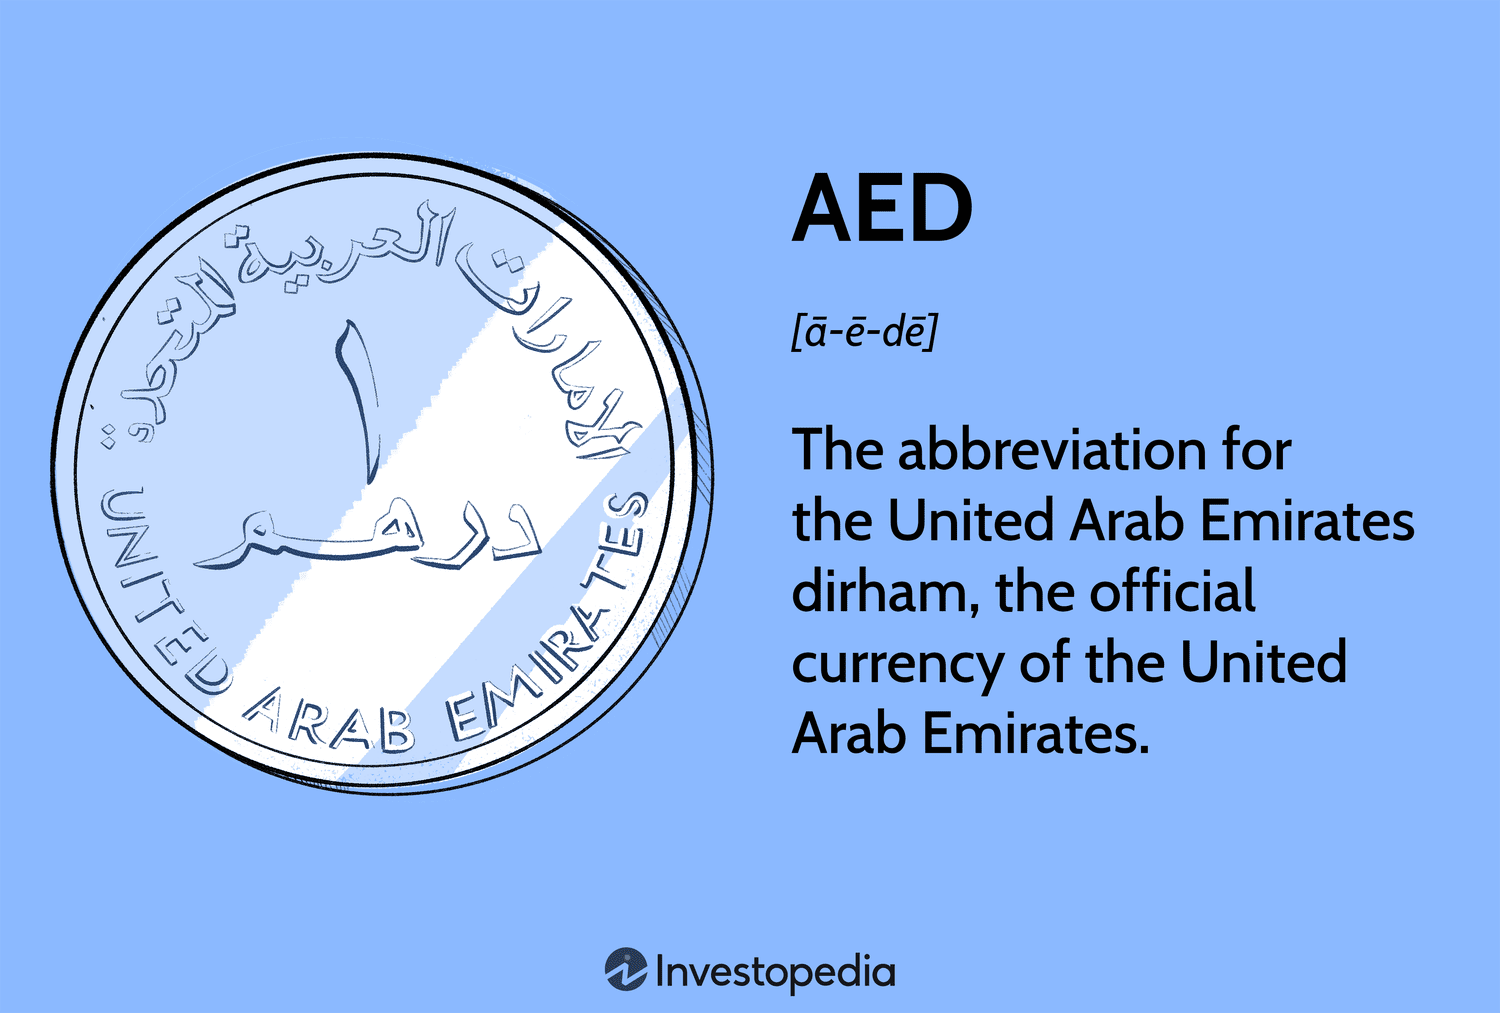 الإمارات العربية المتحدة
١
درهم
UNITED ARAB EMIRATES
AED
[ā-ē-dē]
The abbreviation for
the United Arab Emirates
dirham, the official
currency of the United
Arab Emirates.
Investopedia